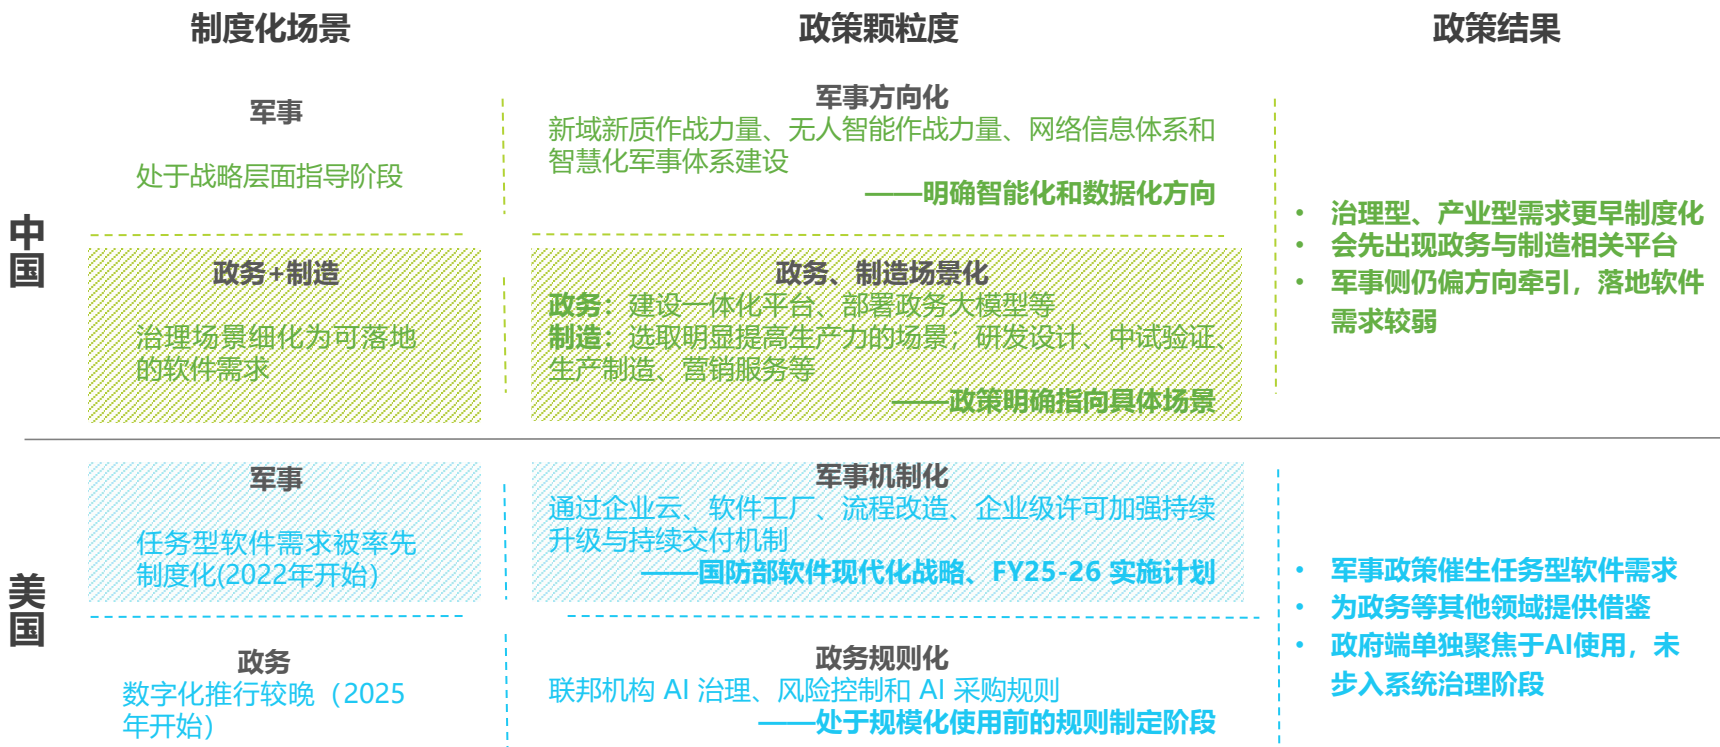 制度化场景
政策颗粒度
政策结果
中国
军事
处于战略层面指导阶段
军事方向化
新域新质作战力量、无人智能作战力量、网络信息体系和
智慧化军事体系建设
——明确智能化和数据化方向
政务+制造
治理场景细化为可落地
的软件需求
政务、制造场景化
政务：建设一体化平台、部署政务大模型等
制造：选取明显提高生产力的场景；研发设计、中试验证、
生产制造、营销服务等
——政策明确指向具体场景
• 治理型、产业型需求更早制度化
• 会先出现政务与制造相关平台
• 军事侧仍偏方向牵引，落地软件
需求较弱
美国
军事
任务型软件需求被率先
制度化(2022年开始）
军事机制化
通过企业云、软件工厂、流程改造、企业级许可加强持续
升级与持续交付机制
——国防部软件现代化战略、FY25-26 实施计划
政务
数字化推行较晚（2025
年开始）
政务规则化
联邦机构 AI 治理、风险控制和 AI 采购规则
——处于规模化使用前的规则制定阶段
• 军事政策催生任务型软件需求
• 为政务等其他领域提供借鉴
• 政府端单独聚焦于AI使用，未
步入系统治理阶段